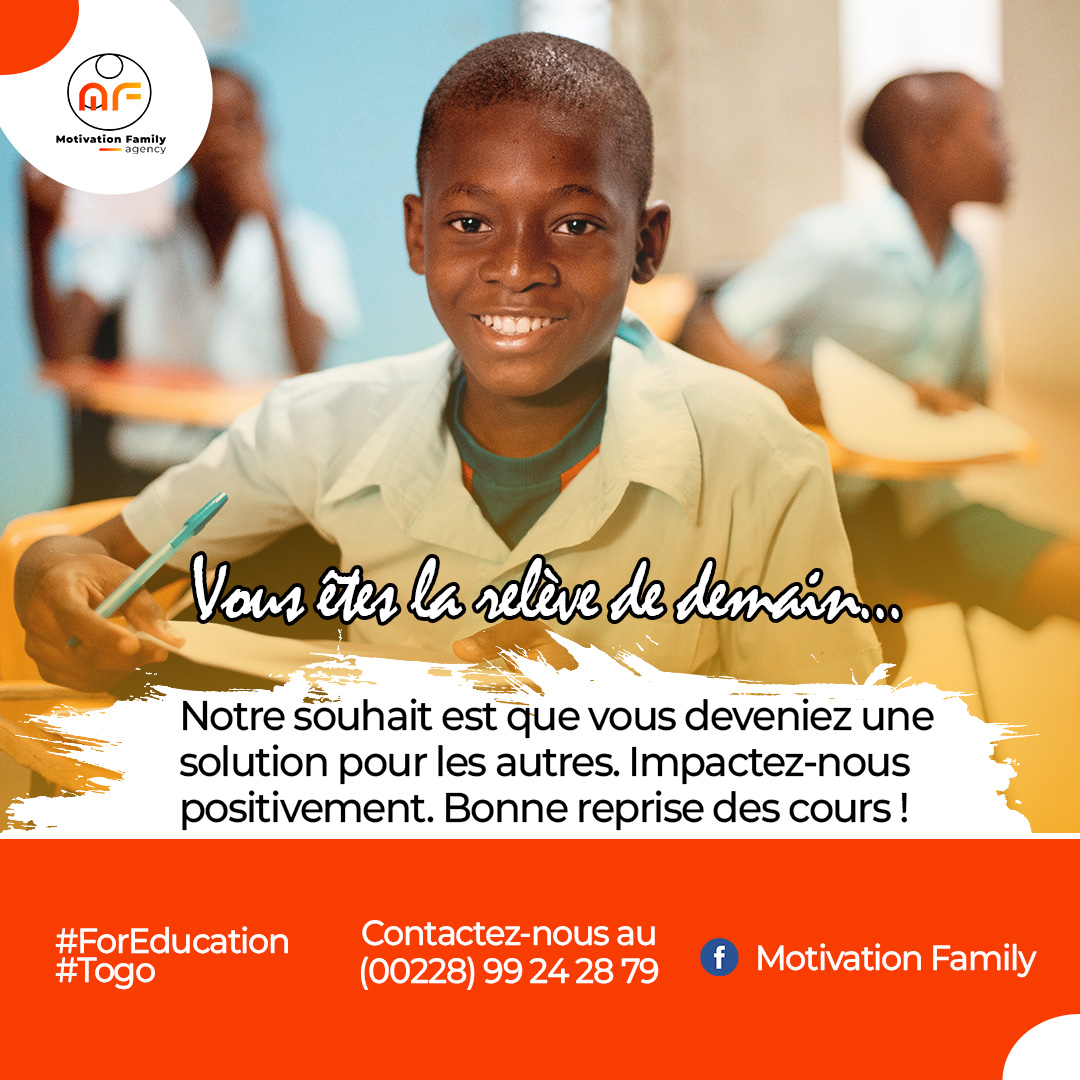 MF
Motivation Family
agency
Vous êtes la relève de demain...
Notre souhait est que vous deveniez une
solution pour les autres. Impactez-nous
positivement. Bonne reprise des cours !
#ForEducation
#Togo
Contactez-nous au
(00228) 99 24 28 79
f Motivation Family